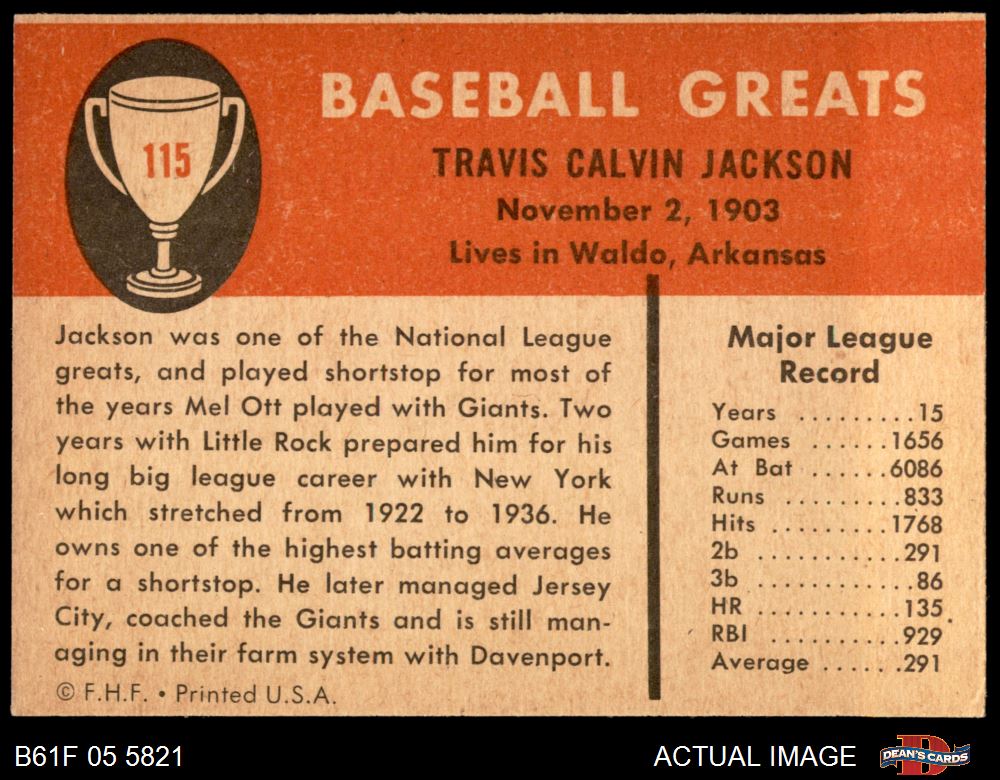 115
BASEBALL GREATS
TRAVIS CALVIN JACKSON
November 2, 1903
Lives in Waldo, Arkansas
Jackson was one of the National League
greats, and played shortstop for most of
the years Mel Ott played with Giants. Two
years with Little Rock prepared him for his
long big league career with New York
which stretched from 1922 to 1936. He
owns one of the highest batting averages
for a shortstop. He later managed Jersey
City, coached the Giants and is still man-
aging in their farm system with Davenport.
© F.H.F. • Printed U.S.A.
Major League
Record
Years ........15
Games ......1656
At Bat ......6086
Runs .........833
Hits .........1768
2b ...........291
3b ............86
HR ...........135
RBI ..........929
Average ......291
B61F 05 5821
ACTUAL IMAGE
D
DEAN'S CARDS